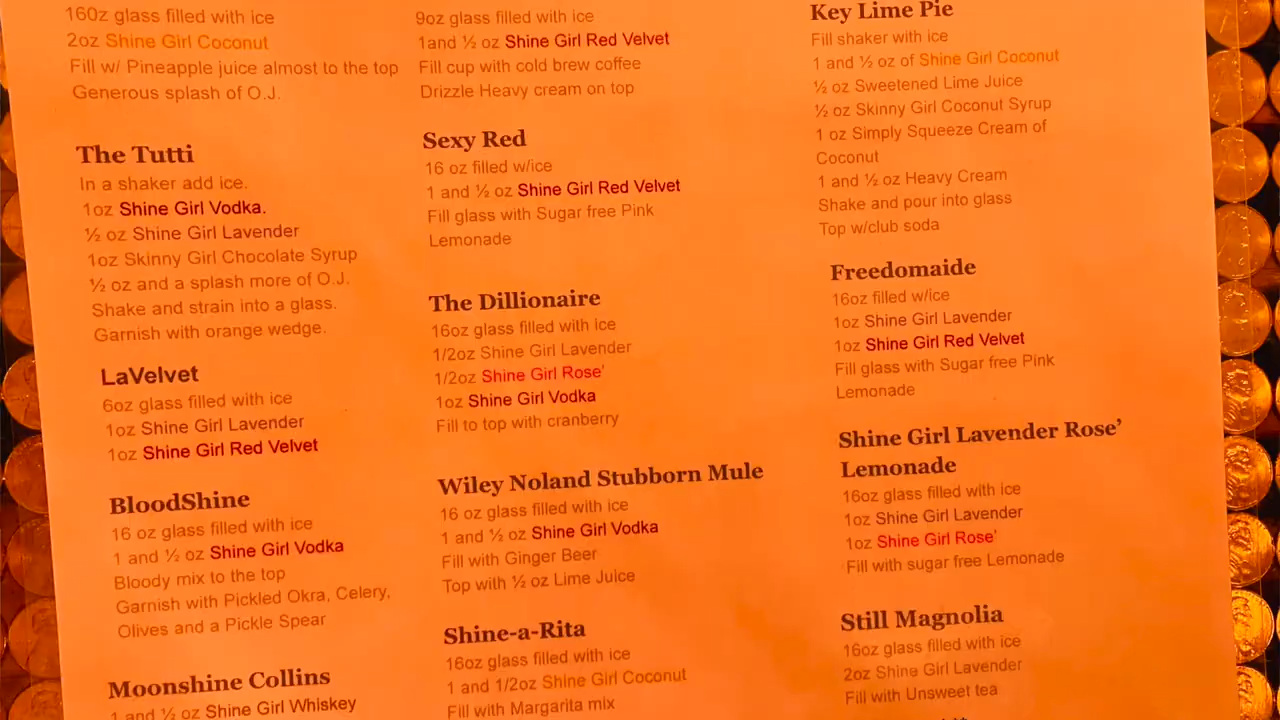 160z glass filled with ice
2oz Shine Girl Coconut
Fill w/ Pineapple juice almost to the top
Generous splash of O.J.
The Tutti
In a shaker add ice.
1oz Shine Girl Vodka.
½ oz Shine Girl Lavender
1oz Skinny Girl Chocolate Syrup
½ oz and a splash more of O.J.
Shake and strain into a glass.
Garnish with orange wedge.
LaVelvet
6oz glass filled with ice
1oz Shine Girl Lavender
1oz Shine Girl Red Velvet
BloodShine
16 oz glass filled with ice
1 and ½ oz Shine Girl Vodka
Bloody mix to the top
Garnish with Pickled Okra, Celery,
Olives and a Pickle Spear
Moonshine Collins
1 and ½ oz Shine Girl Whiskey
9oz glass filled with ice
1and ½ oz Shine Girl Red Velvet
Fill cup with cold brew coffee
Drizzle Heavy cream on top
Sexy Red
16 oz filled w/ice
1 and ½ oz Shine Girl Red Velvet
Fill glass with Sugar free Pink
Lemonade
The Dillionaire
16oz glass filled with ice
1/2oz Shine Girl Lavender
1/2oz Shine Girl Rose'
1oz Shine Girl Vodka
Fill to top with cranberry
Wiley Noland Stubborn Mule
16 oz glass filled with ice
1 and ½ oz Shine Girl Vodka
Fill with Ginger Beer
Top with ½ oz Lime Juice
Shine-a-Rita
16oz glass filled with ice
1 and 1/2oz Shine Girl Coconut
Fill with Margarita mix
Key Lime Pie
Fill shaker with ice
1 and ½ oz of Shine Girl Coconut
½ oz Sweetened Lime Juice
½ oz Skinny Girl Coconut Syrup
1 oz Simply Squeeze Cream of
Coconut
1 and ½ oz Heavy Cream
Shake and pour into glass
Top w/club soda
Freedomaide
16oz filled w/ice
1oz Shine Girl Lavender
1oz Shine Girl Red Velvet
Fill glass with Sugar free Pink
Lemonade
Shine Girl Lavender Rose’
Lemonade
16oz glass filled with ice
1oz Shine Girl Lavender
1oz Shine Girl Rose'
Fill with sugar free Lemonade
Still Magnolia
16oz glass filled with ice
2oz Shine Girl Lavender
Fill with Unsweet tea